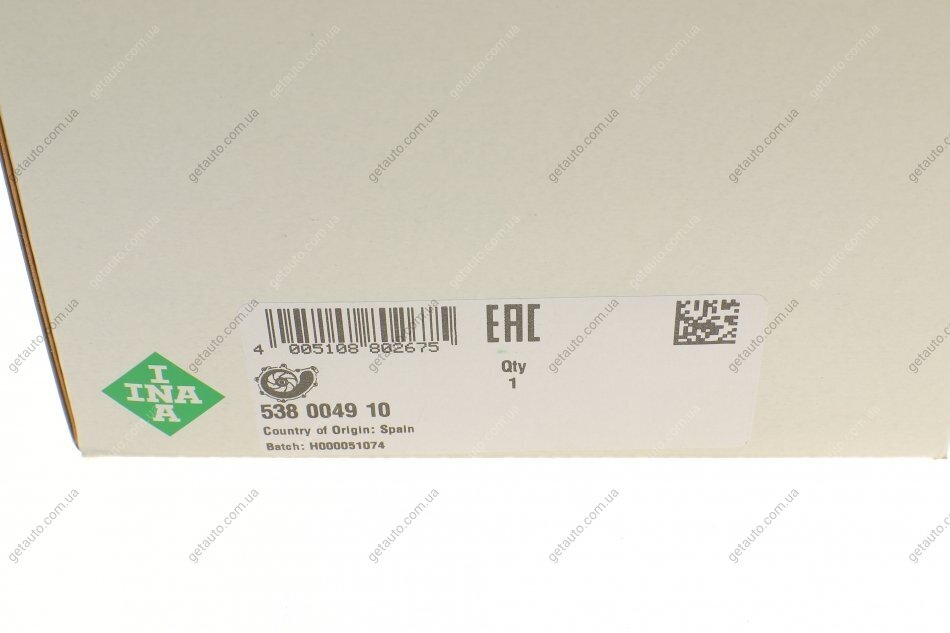 4 005108 802675
EAC
Qty
1
INA
INA
538 0049 10
Country of Origin: Spain
Batch: H000051074
getauto.com.ua